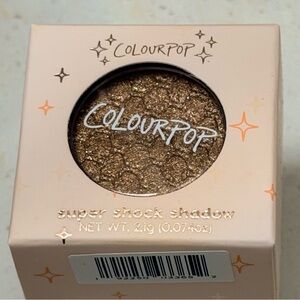 COLOURPOP
COLOURPOP
super shock shadow
NET WT. 2.1g (0.074oz)